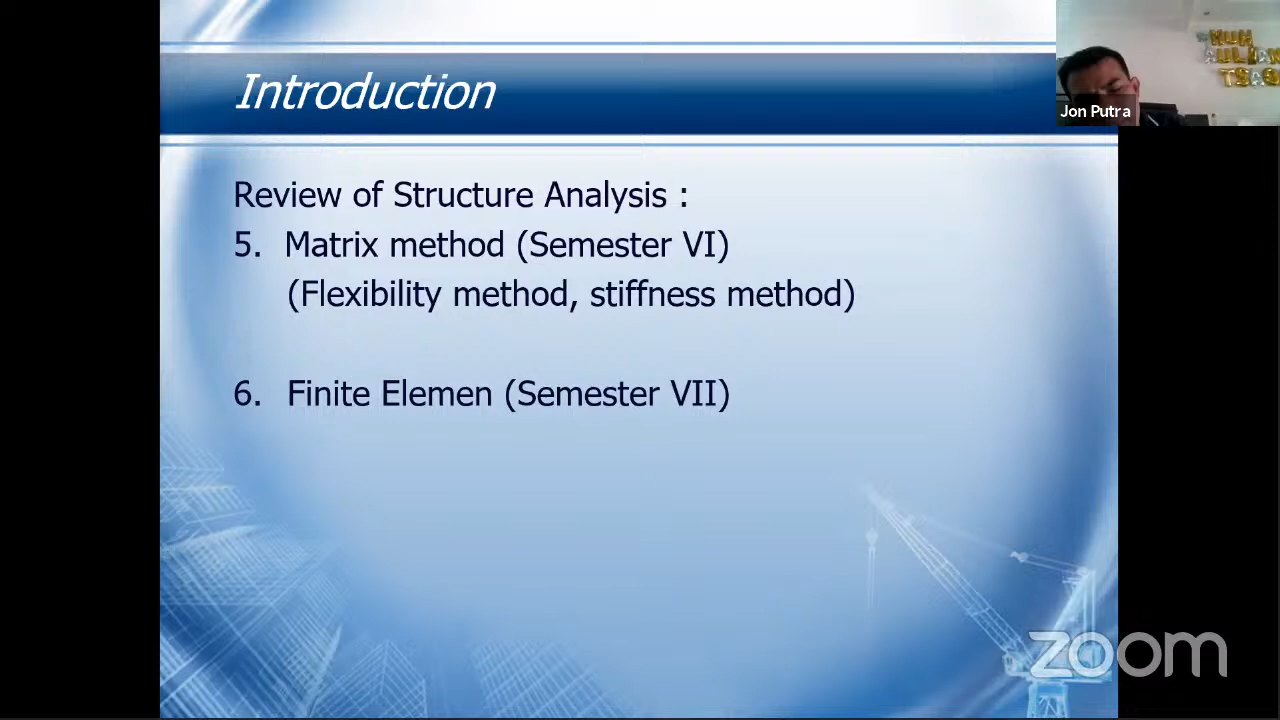 Introduction
Jon Putra
Review of Structure Analysis :
5. Matrix method (Semester VI)
(Flexibility method, stiffness method)
6. Finite Elemen (Semester VII)
zoom